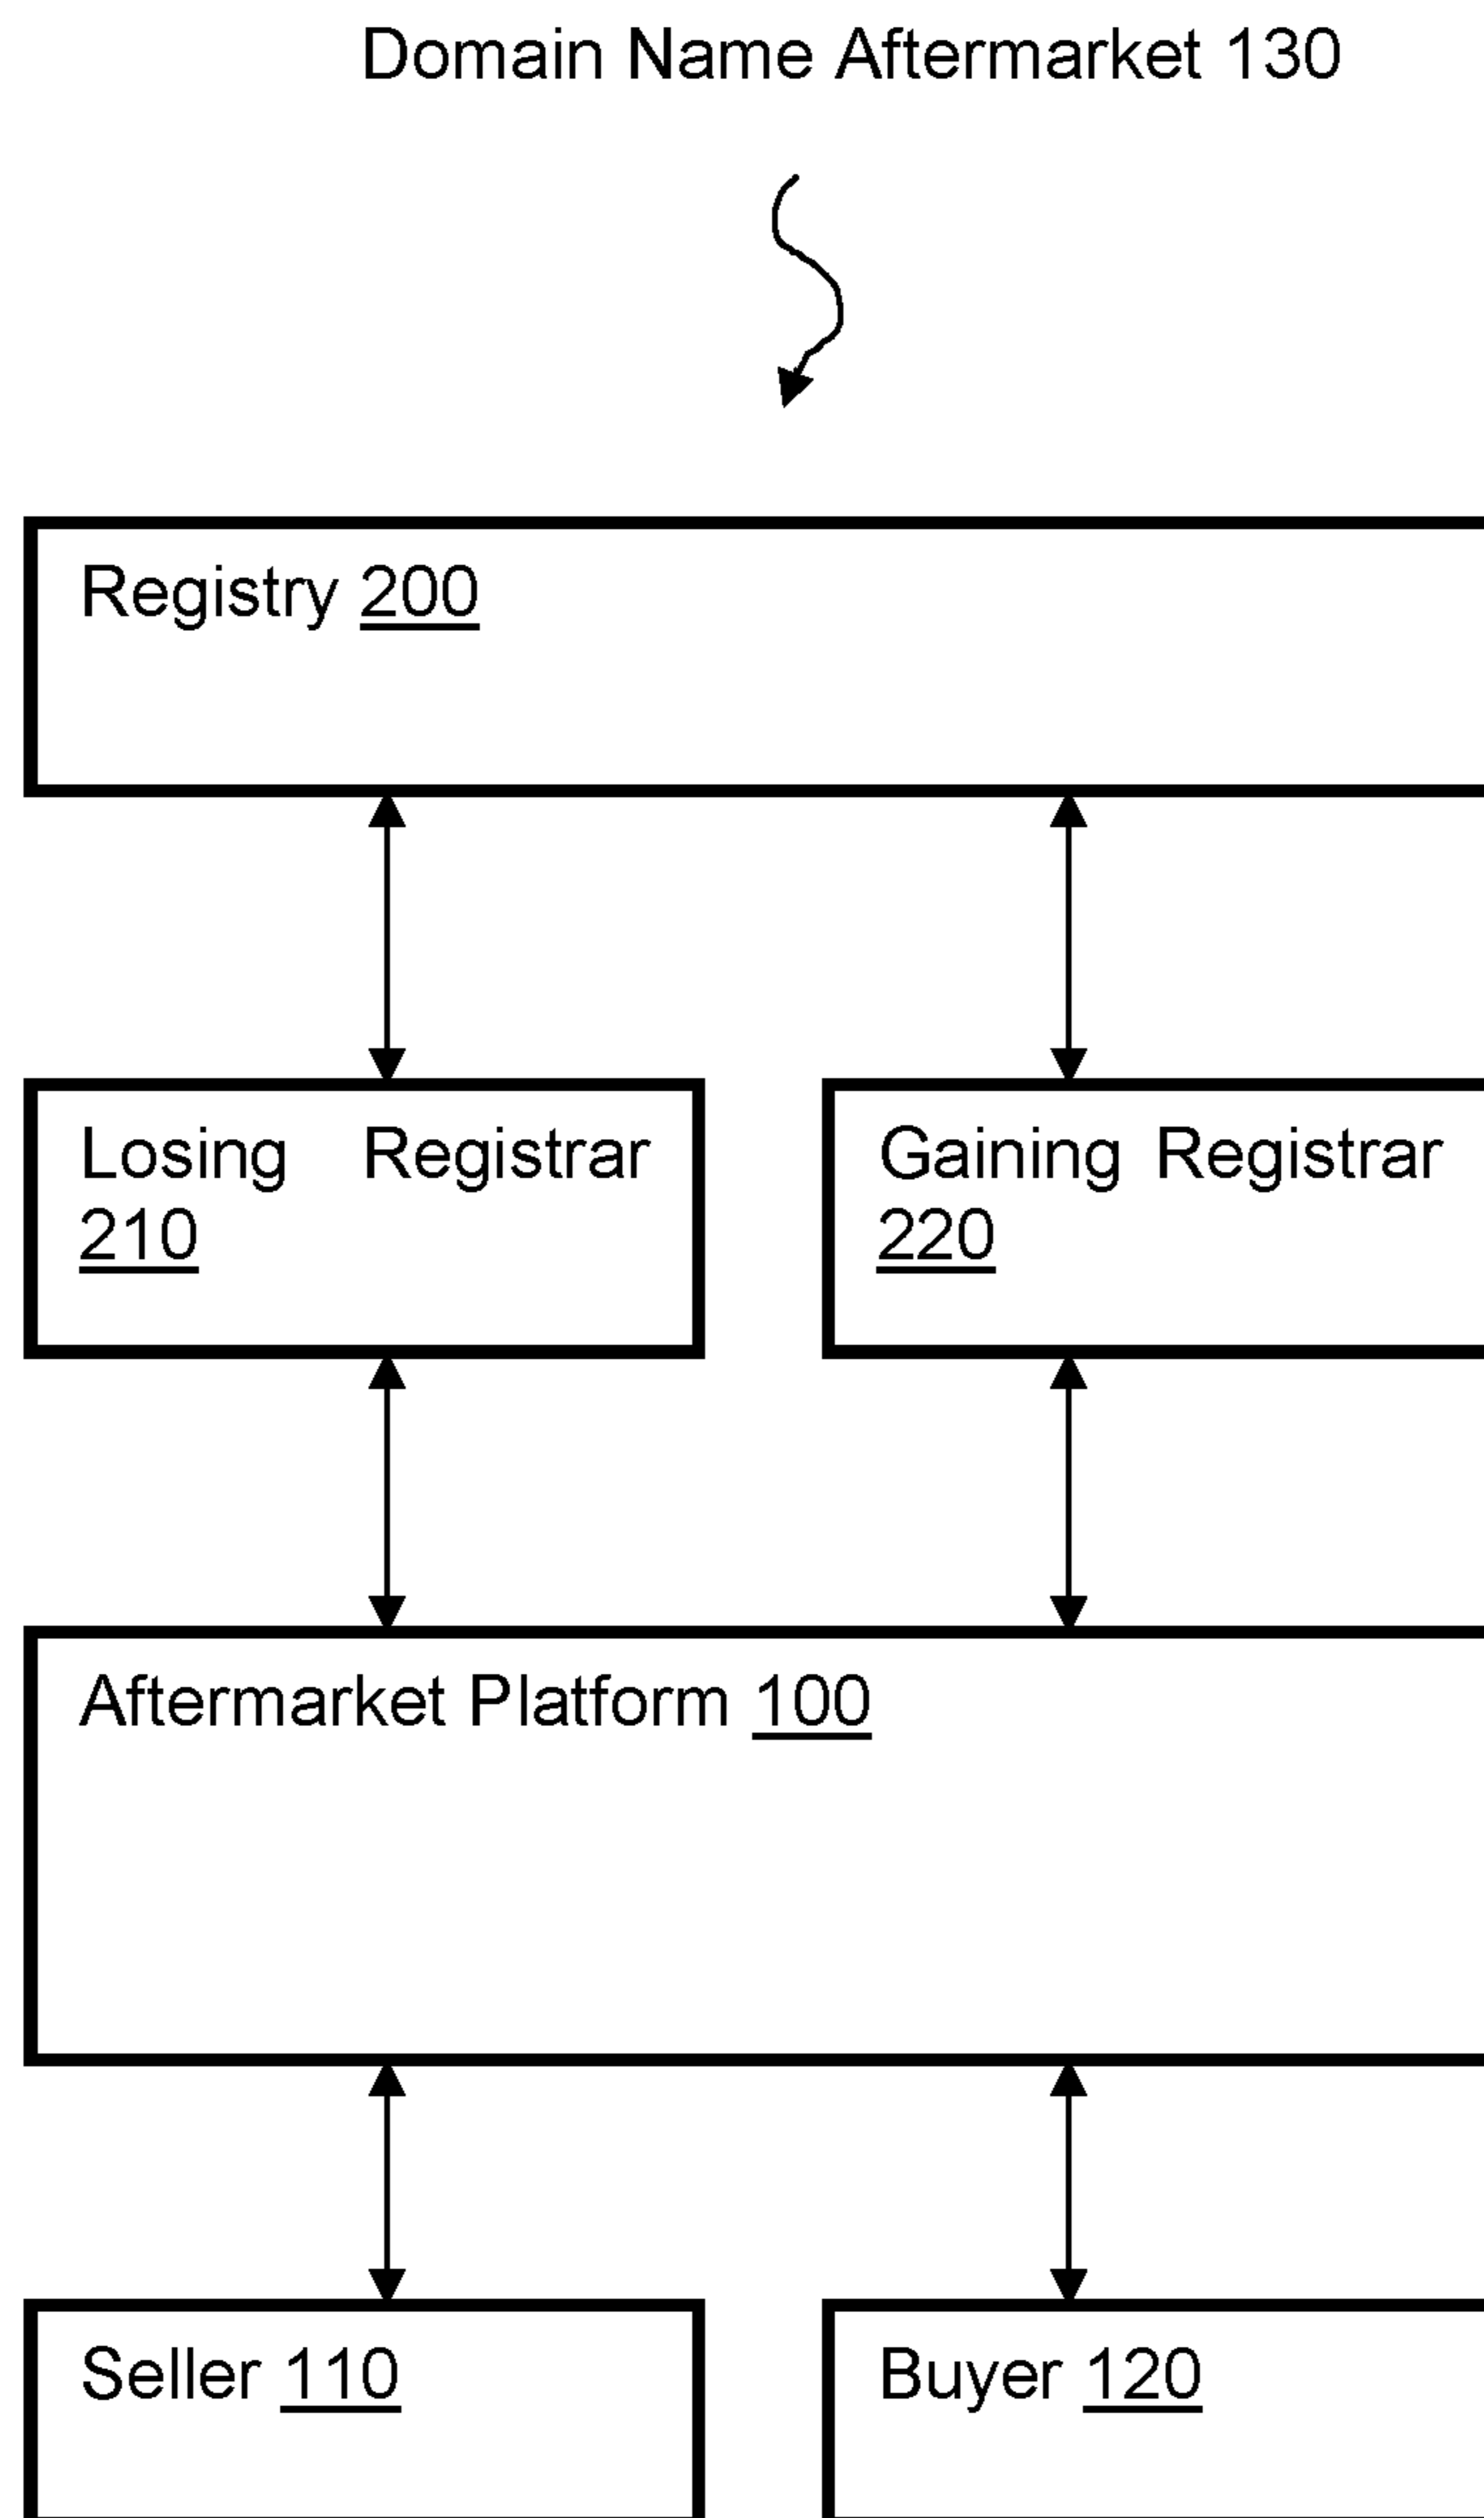 Domain Name Aftermarket 130
Registry 200
Losing Registrar
210
Gaining Registrar
220
Aftermarket Platform 100
Seller 110
Buyer 120